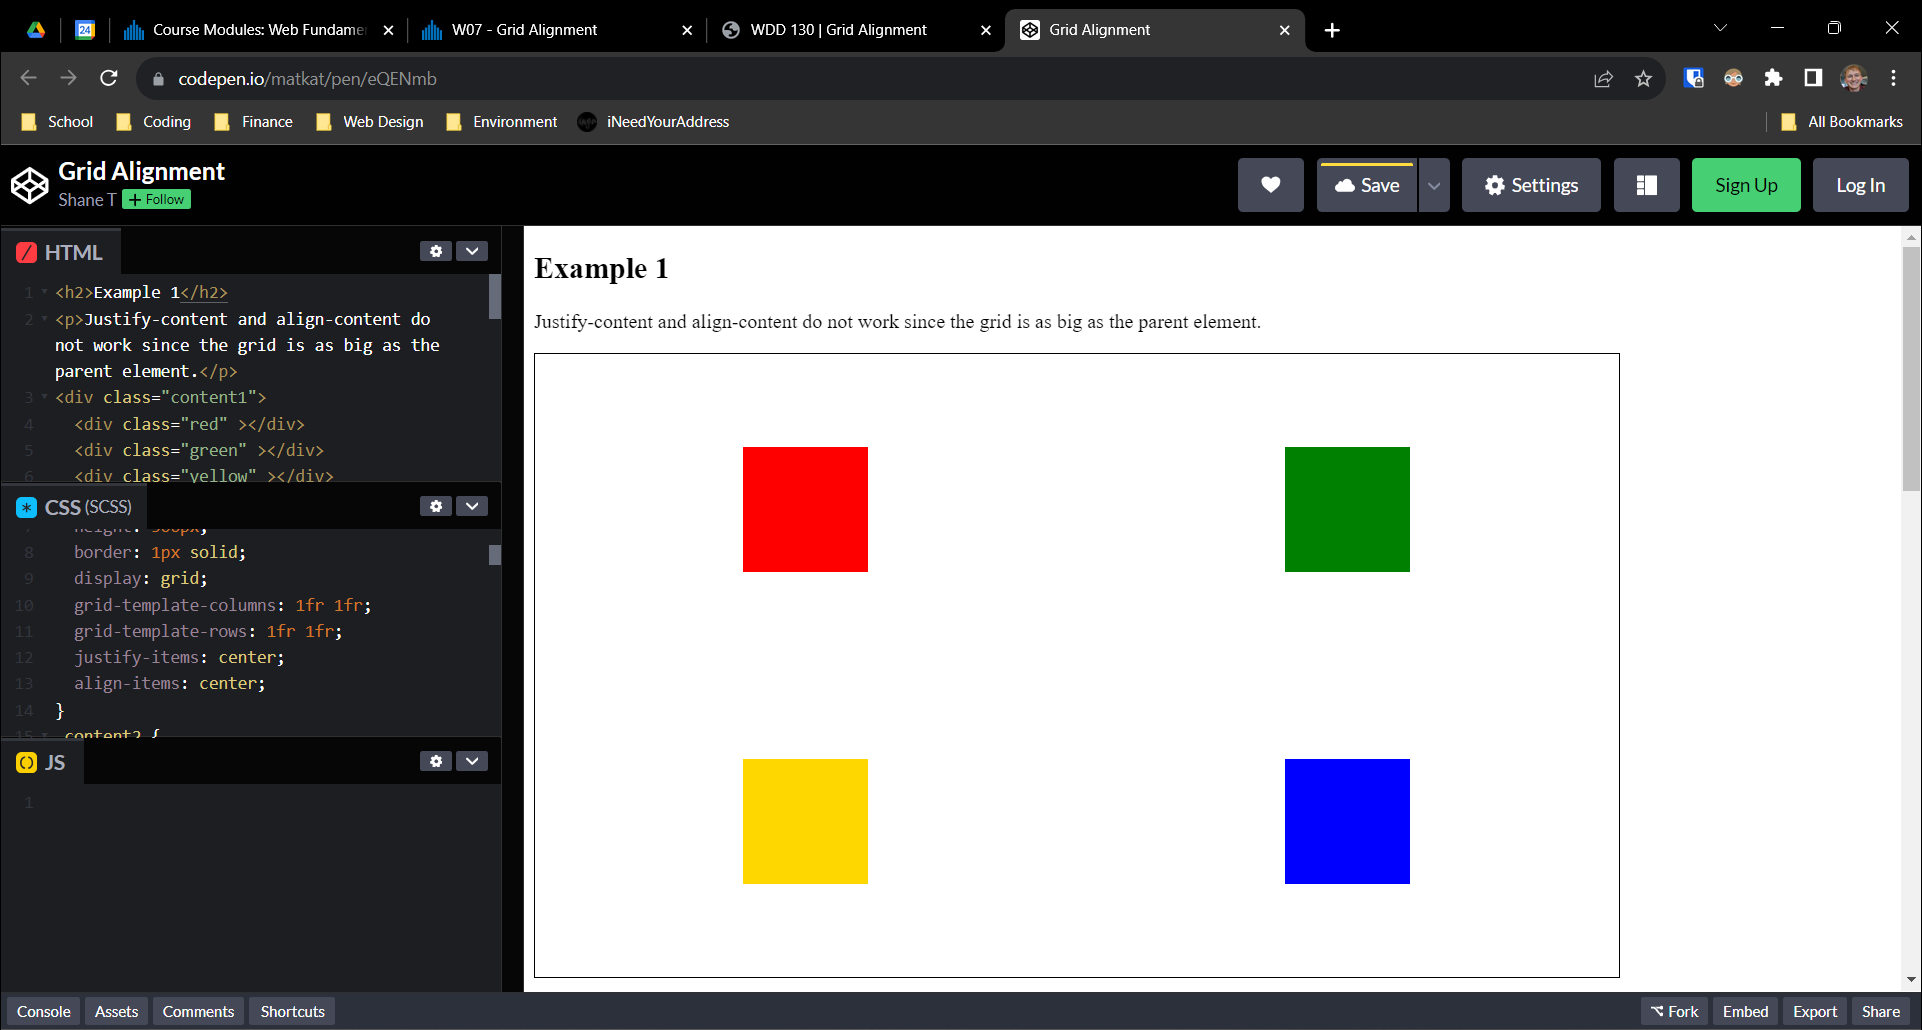 Course Modules: Web Fundamer
W07 - Grid Alignment
WDD 130 | Grid Alignment
Grid Alignment
codepen.io/matkat/pen/eQENmb
School
Coding
Finance
Web Design
Environment
iNeedYourAddress
All Bookmarks
Grid Alignment
Shane T + Follow
Save
Settings
Sign Up
Log In
HTML
1 <h2>Example 1</h2>
2 <p>Justify-content and align-content do
not work since the grid is as big as the
parent element.</p>
3 <div class="content1">
4 <div class="red" ></div>
5 <div class="green" ></div>
6 <div class="yellow" ></div>
CSS (SCSS)
8 border: 1px solid;
9 display: grid;
10 grid-template-columns: 1fr 1fr;
11 grid-template-rows: 1fr 1fr;
12 justify-items: center;
13 align-items: center;
14 }
15 .content2 {
JS
1
Example 1
Justify-content and align-content do not work since the grid is as big as the parent element.
Console
Assets
Comments
Shortcuts
Fork
Embed
Export
Share